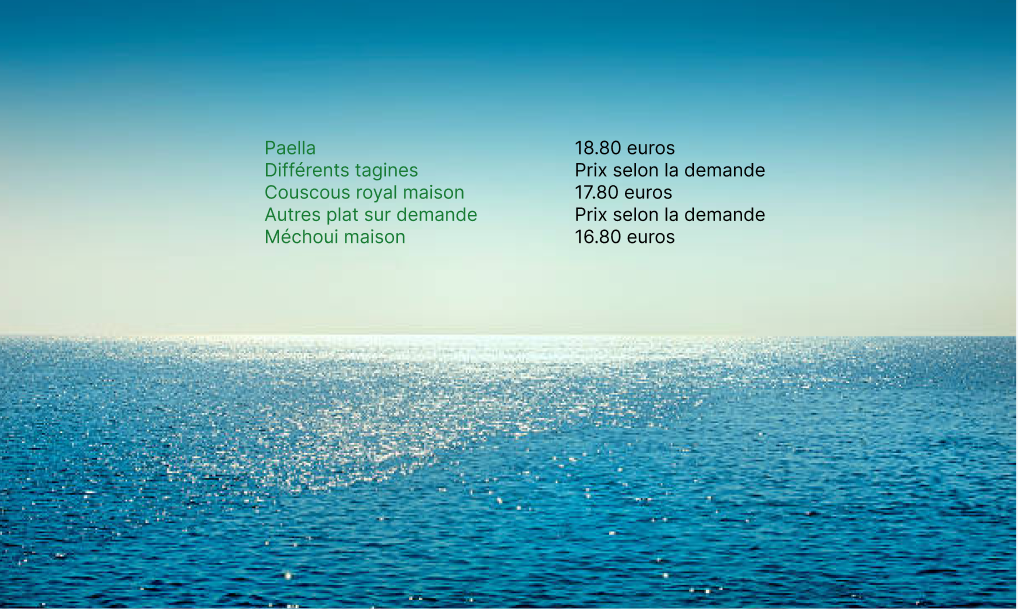 Paella 18.80 euros
Différents tagines Prix selon la demande
Couscous royal maison 17.80 euros
Autres plat sur demande Prix selon la demande
Méchoui maison 16.80 euros